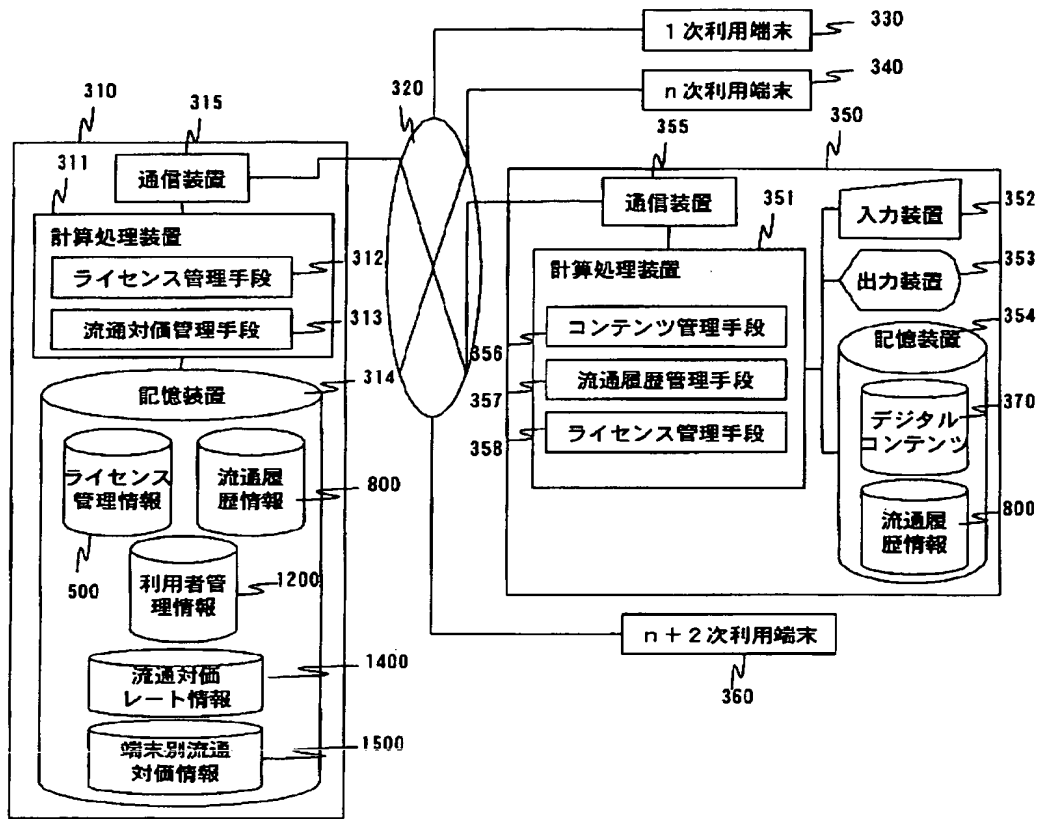 310
315
通信装置
311
計算処理装置
ライセンス管理手段
312
流通対価管理手段
313
記憶装置
314
ライセンス
管理情報
500
流通履
歴情報
800
利用者管
理情報
1200
流通対価
レート情報
1400
端末別流通
対価情報
1500
320
1次利用端末
330
n次利用端末
340
350
355
通信装置
351
計算処理装置
コンテンツ管理手段
356
流通履歴管理手段
357
ライセンス管理手段
358
入力装置
352
出力装置
353
354
記憶装置
デジタル
コンテンツ
370
流通履
歴情報
800
n+2次利用端末
360